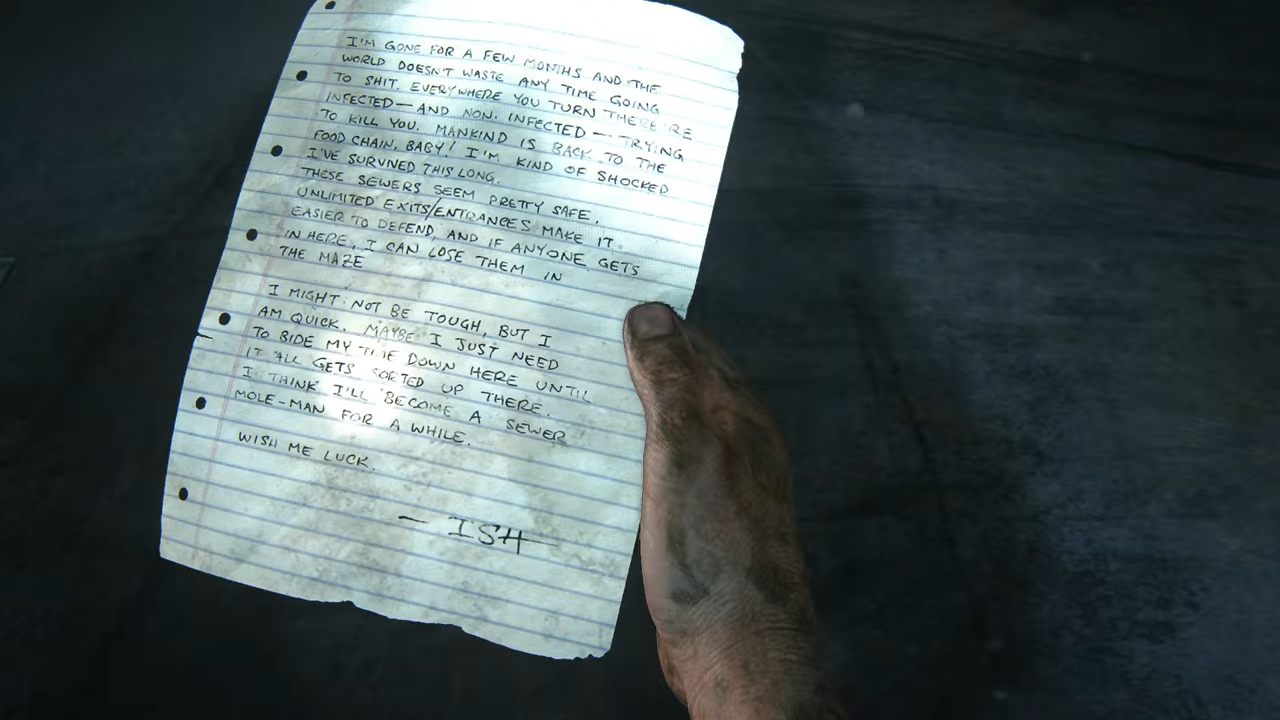 I'M GONE FOR A FEW MONTHS AND THE
WORLD DOESN'T WASTE ANY TIME GOING
TO SHIT. EVERYWHERE YOU TURN THERE'RE
INFECTED — AND NON-INFECTED — TRYING
TO KILL YOU. MANKIND IS BACK TO THE
FOOD CHAIN, BABY! I'M KIND OF SHOCKED
I'VE SURVIVED THIS LONG.
THESE SEWERS SEEM PRETTY SAFE.
UNLIMITED EXITS/ENTRANCES MAKE IT
EASIER TO DEFEND AND IF ANYONE GETS
IN HERE, I CAN LOSE THEM IN
THE MAZE
I MIGHT NOT BE TOUGH, BUT I
AM QUICK. MAYBE I JUST NEED
TO BIDE MY TIME DOWN HERE UNTIL
IT ALL GETS SORTED UP THERE.
I THINK I'LL BECOME A SEWER
MOLE-MAN FOR A WHILE.
WISH ME LUCK.
— ISH